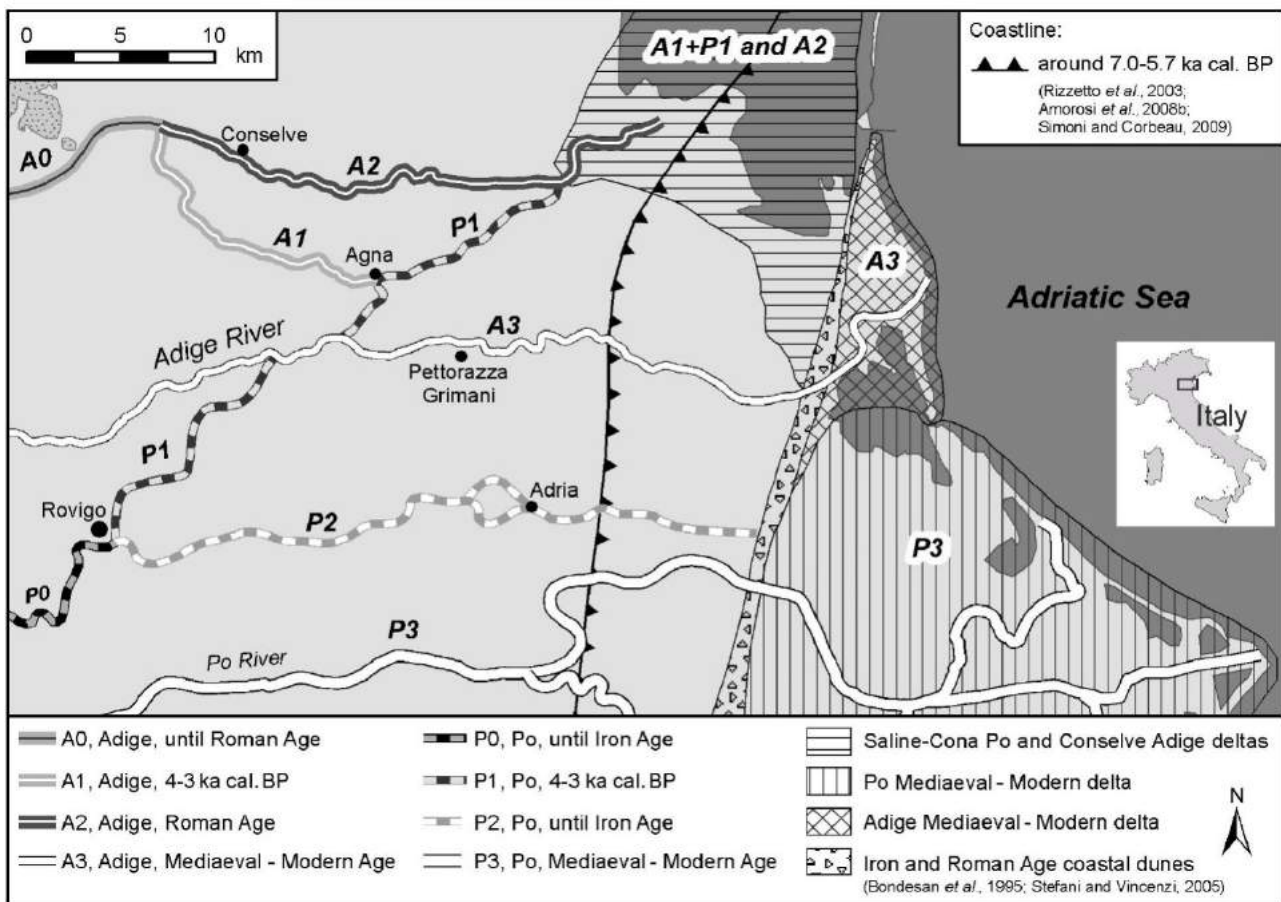 0 5 10
km
A1+P1 and A2
Coastline:
around 7.0-5.7 ka cal. BP
(Rizzetto et al., 2003;
Amorosi et al., 2008b;
Simoni and Corbeau, 2009)
Conselve
A0
A2
P1
A1
Agna
A3
Adriatic Sea
Adige River
A3
Pettorazza
Grimani
Italy
P1
Rovigo
Adria
P2
P3
P0
P3
Po River
A0, Adige, until Roman Age
A1, Adige, 4-3 ka cal. BP
A2, Adige, Roman Age
A3, Adige, Mediaeval - Modern Age
P0, Po, until Iron Age
P1, Po, 4-3 ka cal. BP
P2, Po, until Iron Age
P3, Po, Mediaeval - Modern Age
Saline-Cona Po and Conselve Adige deltas
Po Mediaeval - Modern delta
Adige Mediaeval - Modern delta
Iron and Roman Age coastal dunes
(Bondesan et al., 1995; Stefani and Vincenzi, 2005)
N